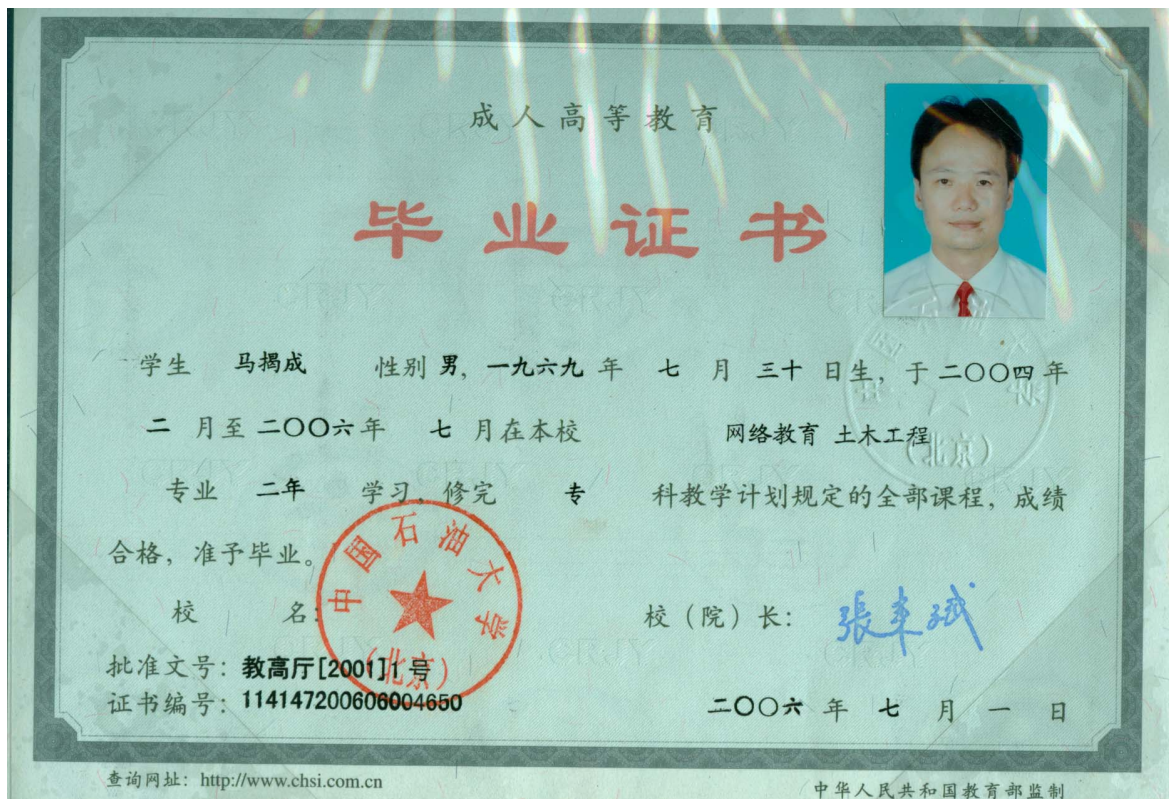 成人高等教育
毕业证书
学生 马揭成 性别 男, 一九六九 年 七 月 三十 日生, 于 二〇〇四 年
二 月至 二〇〇六 年 七 月在本校 网络教育 土木工程
专业 二年 学习, 修完 专 科教学计划规定的全部课程, 成绩
合格, 准予毕业。
校 名:
中国石油大学
(北京)
校（院）长: 張来斌
批准文号: 教高厅[2001]1号
证书编号: 114147200606004650
二〇〇六 年 七 月 一 日
查询网址: http://www.chsi.com.cn
中华人民共和国教育部监制